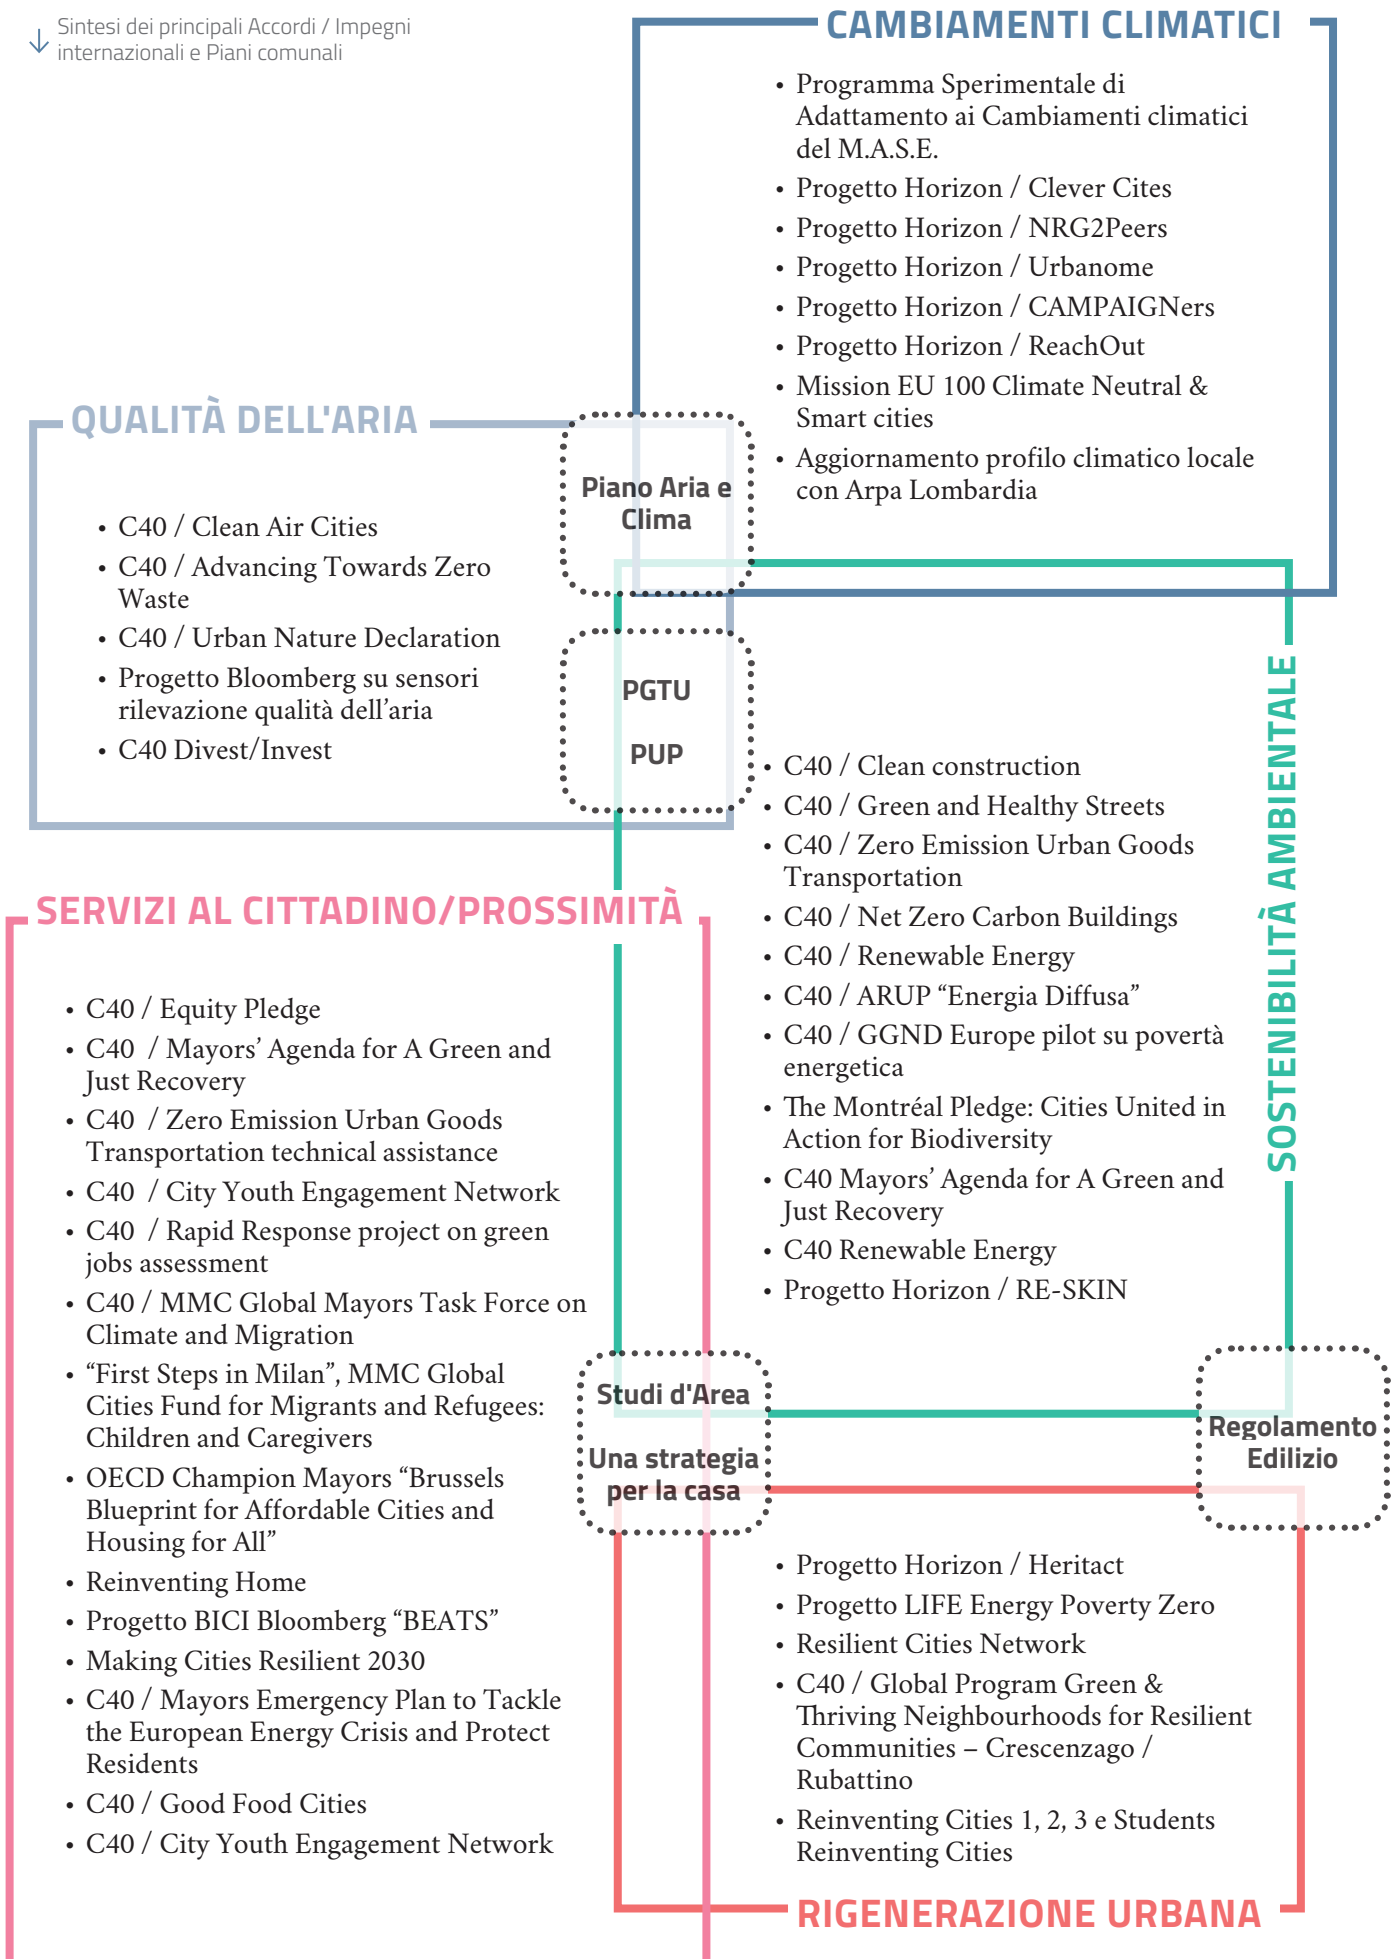 Sintesi dei principali Accordi / Impegni
internazionali e Piani comunali
CAMBIAMENTI CLIMATICI
• Programma Sperimentale di
Adattamento ai Cambiamenti climatici
del M.A.S.E.
• Progetto Horizon / Clever Cites
• Progetto Horizon / NRG2Peers
• Progetto Horizon / Urbanome
• Progetto Horizon / CAMPAIGNers
• Progetto Horizon / ReachOut
• Mission EU 100 Climate Neutral &
Smart cities
• Aggiornamento profilo climatico locale
con Arpa Lombardia
QUALITÀ DELL'ARIA
• C40 / Clean Air Cities
• C40 / Advancing Towards Zero
Waste
• C40 / Urban Nature Declaration
• Progetto Bloomberg su sensori
rilevazione qualità dell’aria
• C40 Divest/Invest
Piano Aria e
Clima
PGTU
PUP
SOSTENIBILITÀ AMBIENTALE
• C40 / Clean construction
• C40 / Green and Healthy Streets
• C40 / Zero Emission Urban Goods
Transportation
• C40 / Net Zero Carbon Buildings
• C40 / Renewable Energy
• C40 / ARUP “Energia Diffusa”
• C40 / GGND Europe pilot su povertà
energetica
• The Montréal Pledge: Cities United in
Action for Biodiversity
• C40 Mayors’ Agenda for A Green and
Just Recovery
• C40 Renewable Energy
• Progetto Horizon / RE-SKIN
SERVIZI AL CITTADINO/PROSSIMITÀ
• C40 / Equity Pledge
• C40 / Mayors’ Agenda for A Green and
Just Recovery
• C40 / Zero Emission Urban Goods
Transportation technical assistance
• C40 / City Youth Engagement Network
• C40 / Rapid Response project on green
jobs assessment
• C40 / MMC Global Mayors Task Force on
Climate and Migration
• “First Steps in Milan”, MMC Global
Cities Fund for Migrants and Refugees:
Children and Caregivers
• OECD Champion Mayors “Brussels
Blueprint for Affordable Cities and
Housing for All”
• Reinventing Home
• Progetto BICI Bloomberg “BEATS”
• Making Cities Resilient 2030
• C40 / Mayors Emergency Plan to Tackle
the European Energy Crisis and Protect
Residents
• C40 / Good Food Cities
• C40 / City Youth Engagement Network
Studi d'Area
Una strategia
per la casa
Regolamento
Edilizio
• Progetto Horizon / Heritact
• Progetto LIFE Energy Poverty Zero
• Resilient Cities Network
• C40 / Global Program Green &
Thriving Neighbourhoods for Resilient
Communities – Crescenzago /
Rubattino
• Reinventing Cities 1, 2, 3 e Students
Reinventing Cities
RIGENERAZIONE URBANA